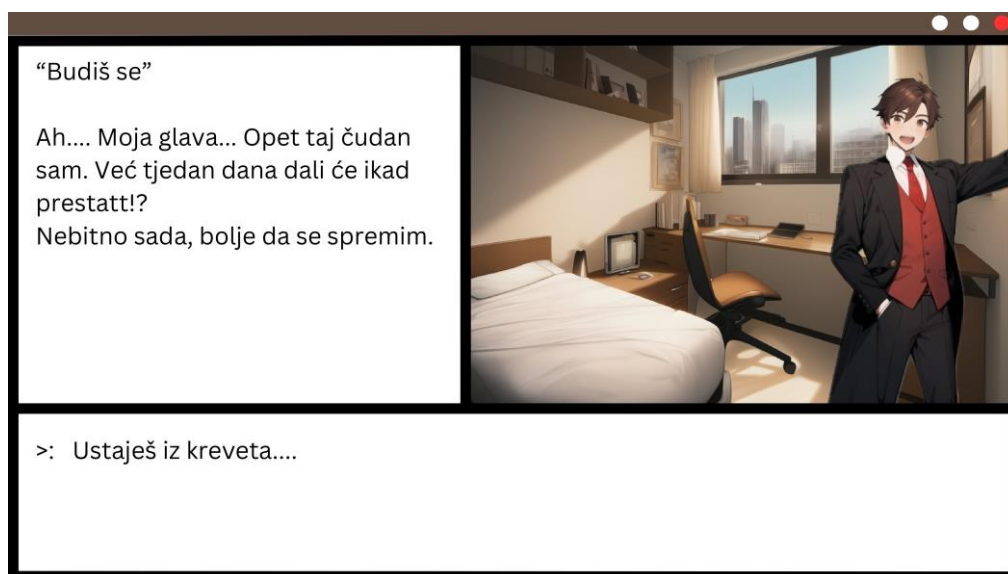 “Budiš se”
Ah.... Moja glava... Opet taj čudan
sam. Već tjedan dana dali će ikad
prestatt!?
Nebitno sada, bolje da se spremim.
>: Ustaješ iz kreveta....